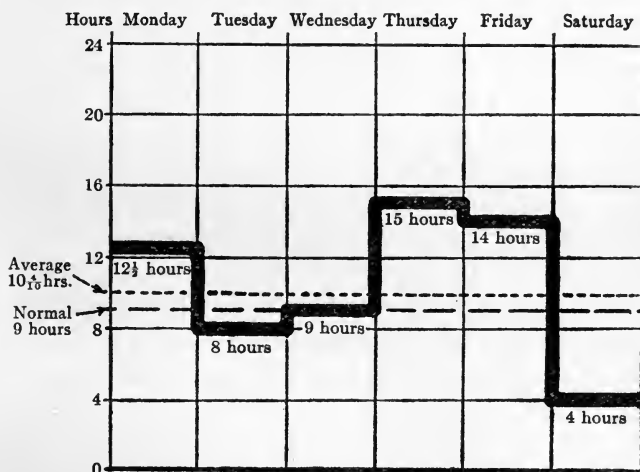 Hours Monday Tuesday Wednesday Thursday Friday Saturday
24
20
16
15 hours
14 hours
12
12½ hours
Average
10 4/10 hrs.
Normal
9 hours
9 hours
8
8 hours
4
4 hours
0